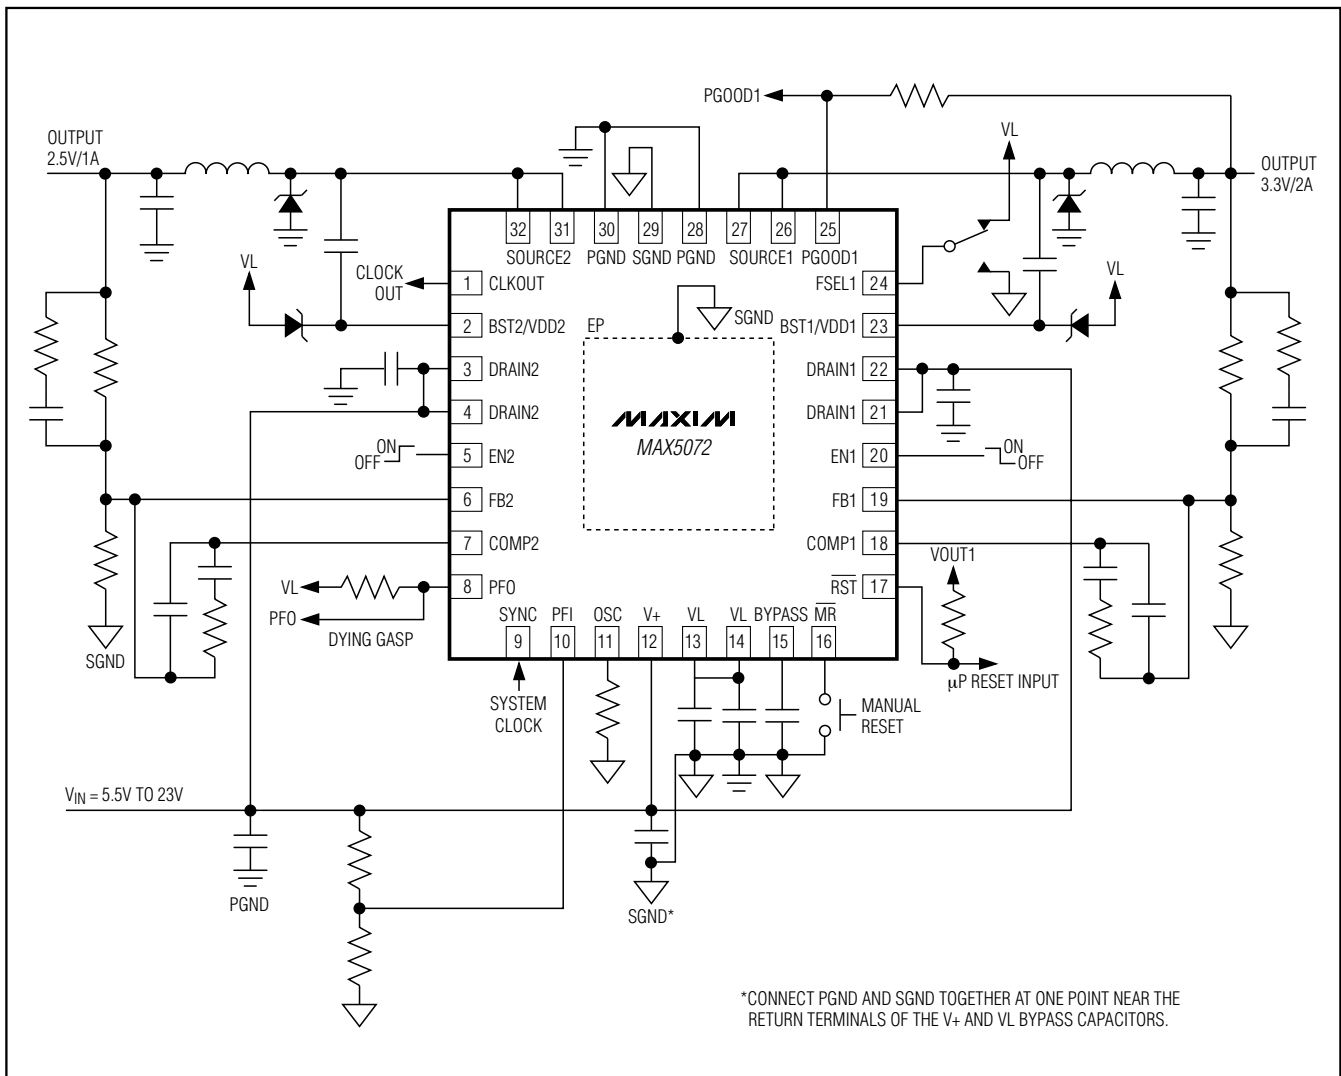 PGOOD1
OUTPUT
2.5V/1A
VL
OUTPUT
3.3V/2A
32 31 30 29 28 27 26 25
SOURCE2 PGND SGND PGND SOURCE1 PGOOD1
VL
CLOCK
OUT
1 CLKOUT
FSEL1 24
VL
2 BST2/VDD2
EP
SGND
BST1/VDD1 23
3 DRAIN2
DRAIN1 22
4 DRAIN2
MAXIM
MAX5072
DRAIN1 21
ON
OFF
5 EN2
EN1 20
ON
OFF
6 FB2
FB1 19
7 COMP2
COMP1 18
VOUT1
VL
8 PFO
RST 17
PFO
DYING GASP
SYNC PFI OSC V+ VL VL BYPASS MR
9 10 11 12 13 14 15 16
SGND
µP RESET INPUT
SYSTEM
CLOCK
MANUAL
RESET
VIN = 5.5V TO 23V
PGND
SGND*
*CONNECT PGND AND SGND TOGETHER AT ONE POINT NEAR THE
RETURN TERMINALS OF THE V+ AND VL BYPASS CAPACITORS.